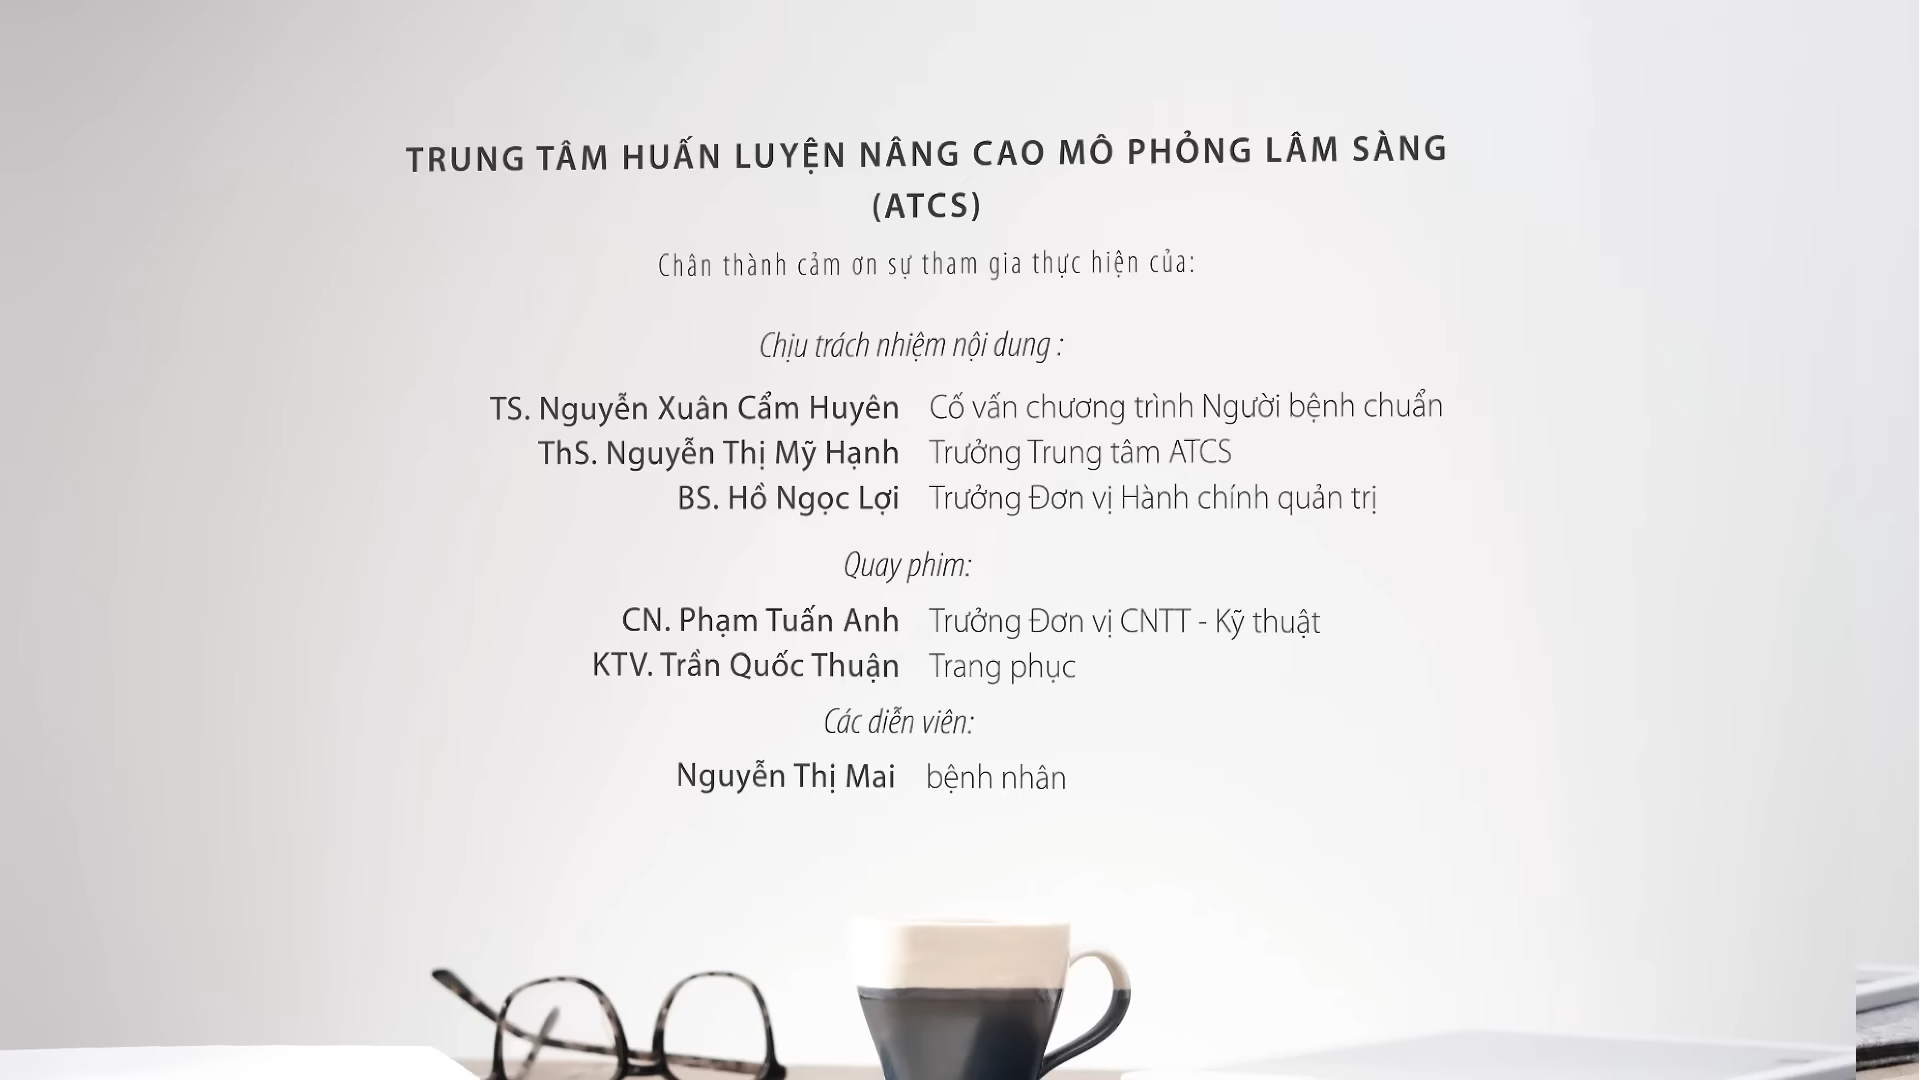 TRUNG TÂM HUẤN LUYỆN NÂNG CAO MÔ PHỎNG LÂM SÀNG
(ATCS)
Chân thành cảm ơn sự tham gia thực hiện của:
Chịu trách nhiệm nội dung :
TS. Nguyễn Xuân Cẩm Huyên Cố vấn chương trình Người bệnh chuẩn
ThS. Nguyễn Thị Mỹ Hạnh Trưởng Trung tâm ATCS
BS. Hồ Ngọc Lợi Trưởng Đơn vị Hành chính quản trị
Quay phim:
CN. Phạm Tuấn Anh Trưởng Đơn vị CNTT - Kỹ thuật
KTV. Trần Quốc Thuận Trang phục
Các diễn viên:
Nguyễn Thị Mai bệnh nhân